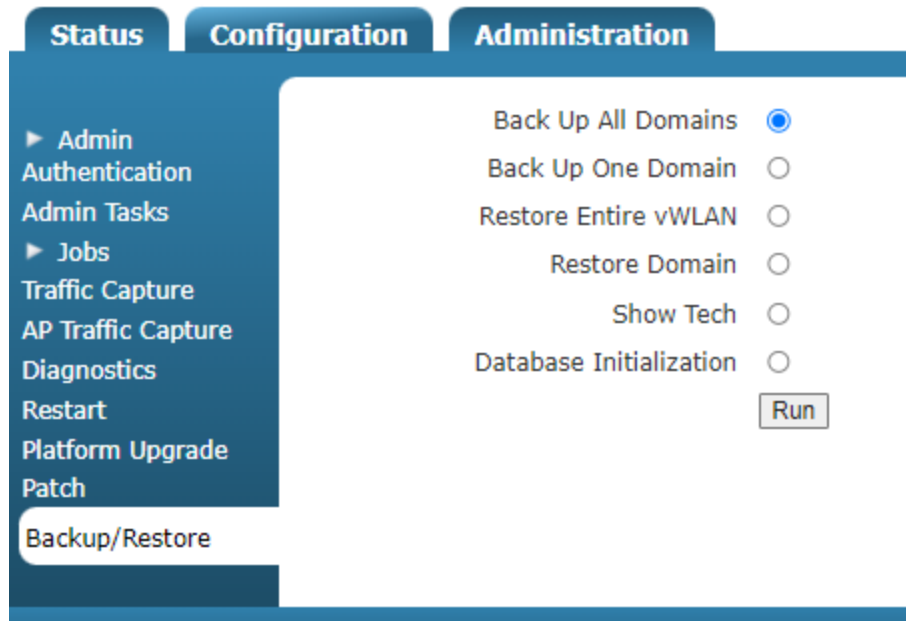 Status
Configuration
Administration
Admin
Authentication
Admin Tasks
Jobs
Traffic Capture
AP Traffic Capture
Diagnostics
Restart
Platform Upgrade
Patch
Backup/Restore
Back Up All Domains
Back Up One Domain
Restore Entire vWLAN
Restore Domain
Show Tech
Database Initialization
Run